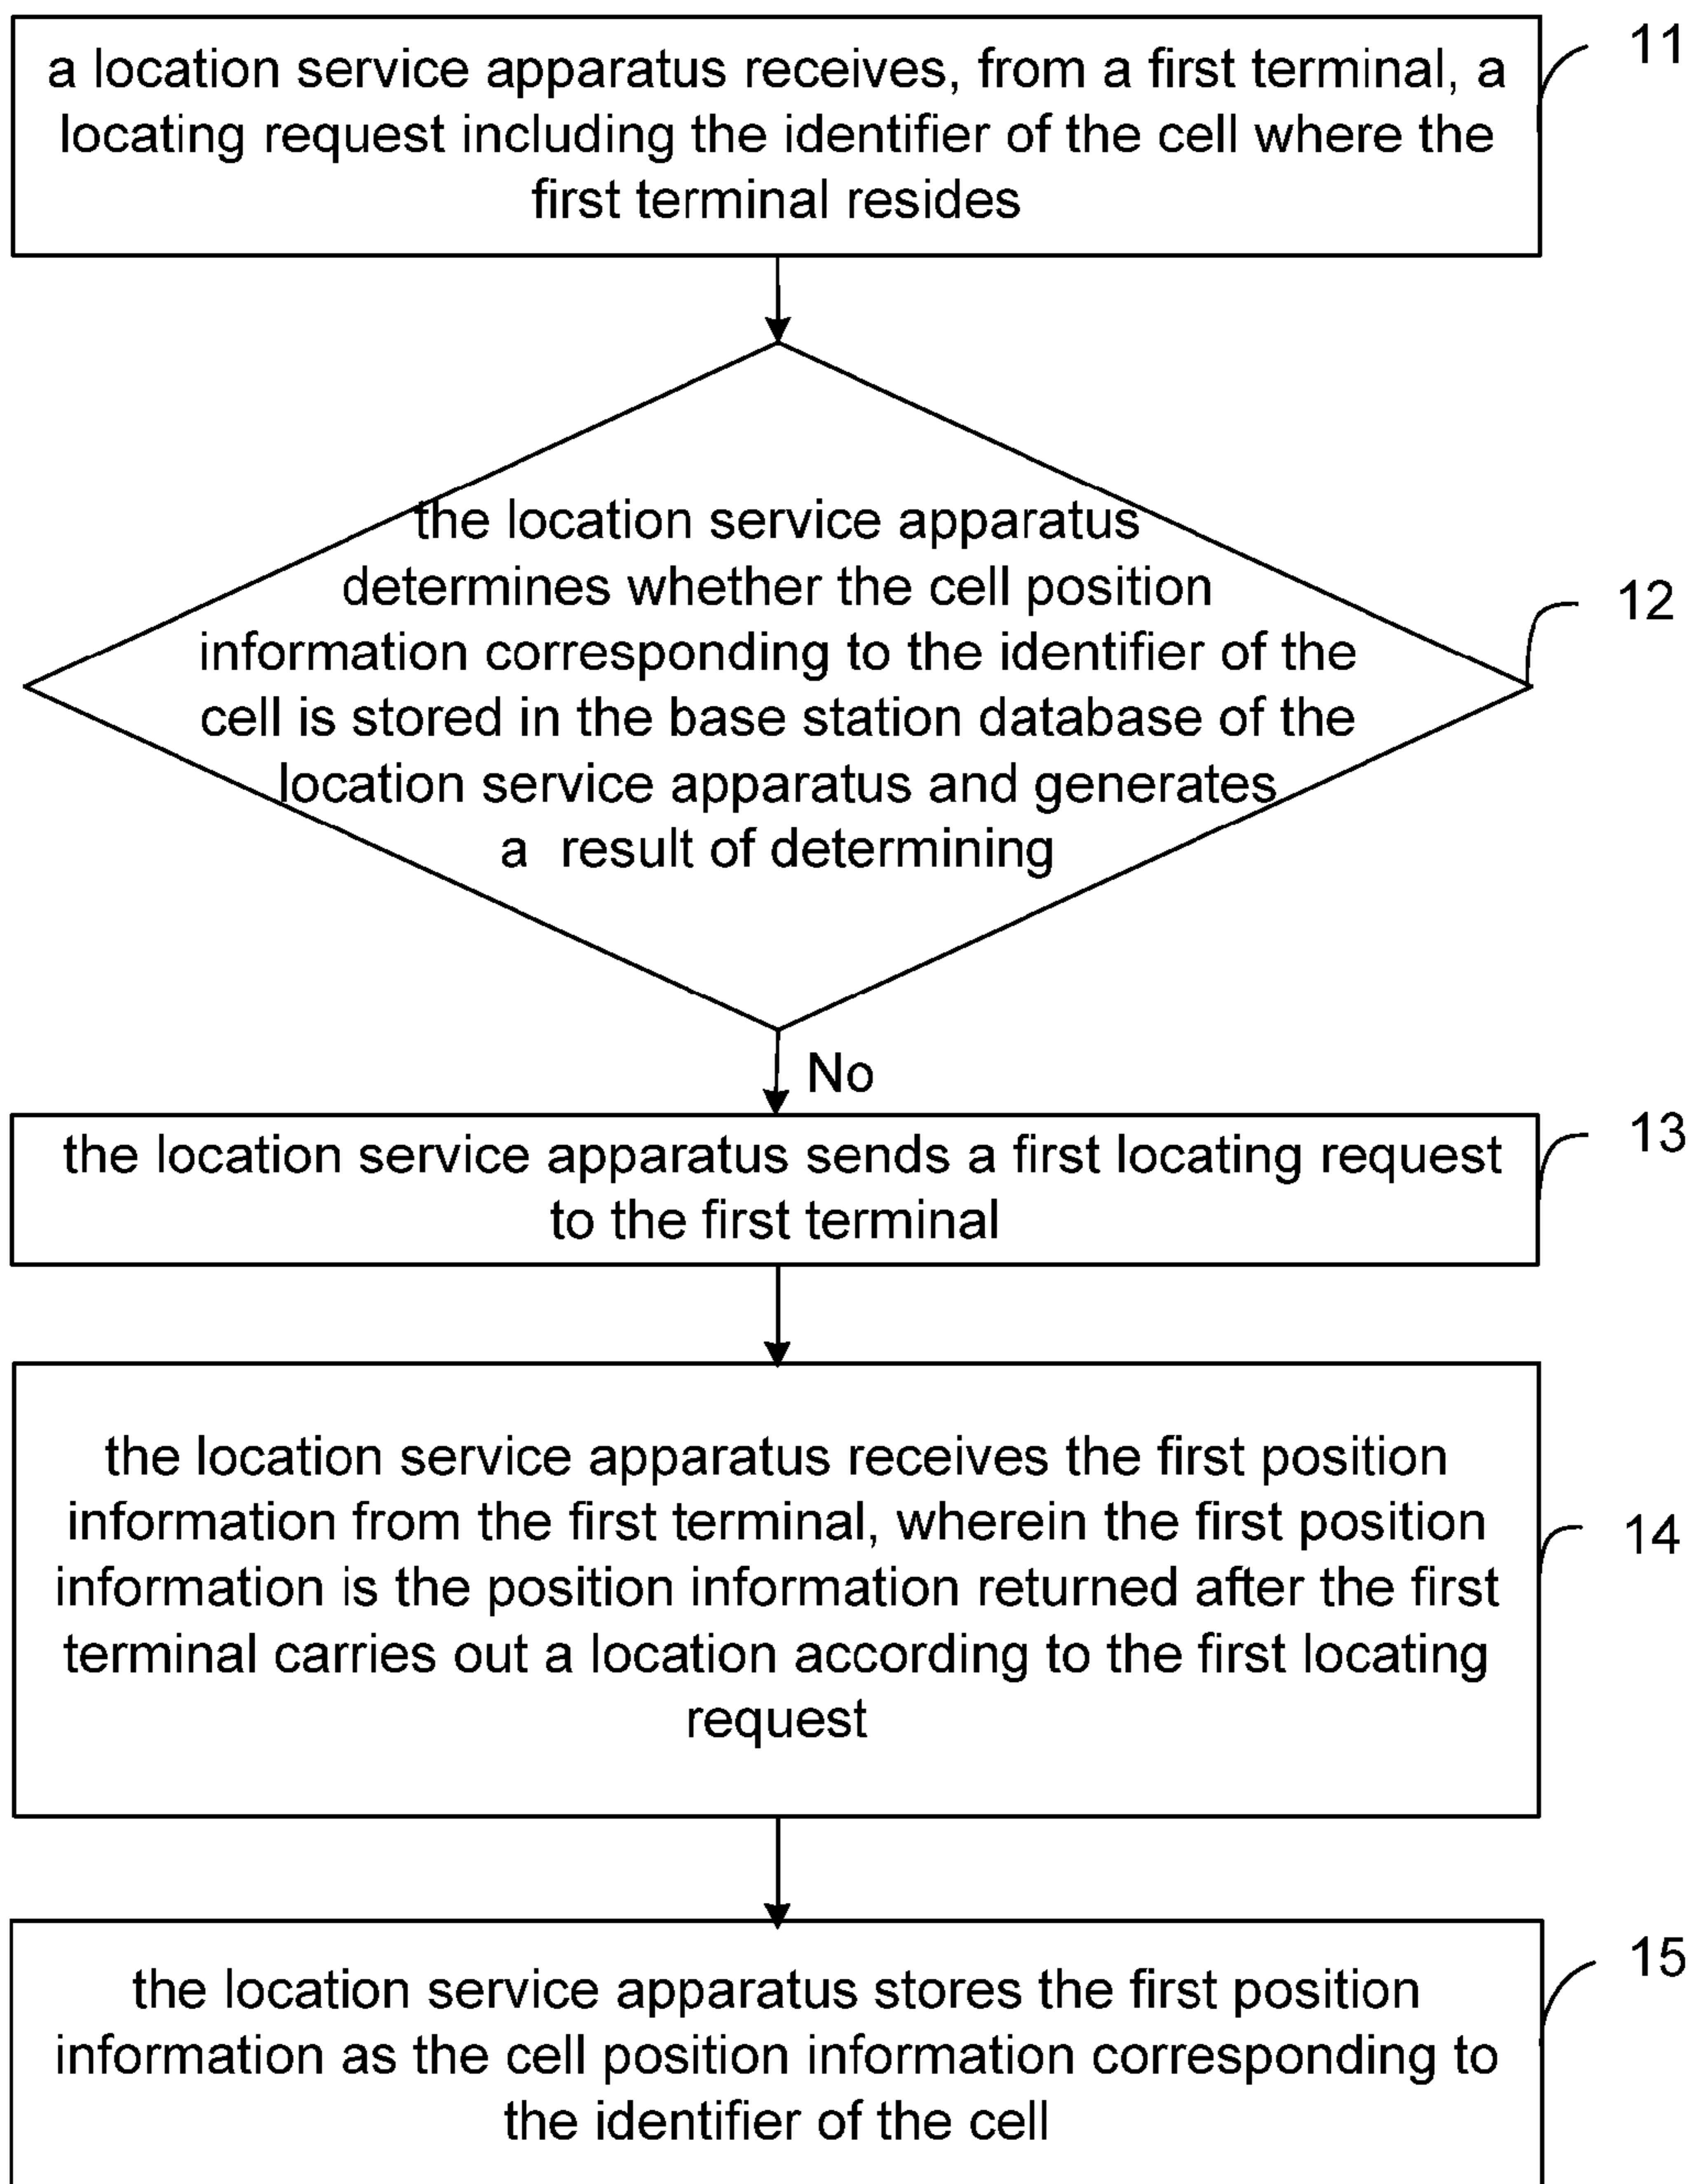 a location service apparatus receives, from a first terminal, a
locating request including the identifier of the cell where the
first terminal resides
11
the location service apparatus
determines whether the cell position
information corresponding to the identifier of the
cell is stored in the base station database of the
location service apparatus and generates
a result of determining
12
No
the location service apparatus sends a first locating request
to the first terminal
13
the location service apparatus receives the first position
information from the first terminal, wherein the first position
information is the position information returned after the first
terminal carries out a location according to the first locating
request
14
the location service apparatus stores the first position
information as the cell position information corresponding to
the identifier of the cell
15